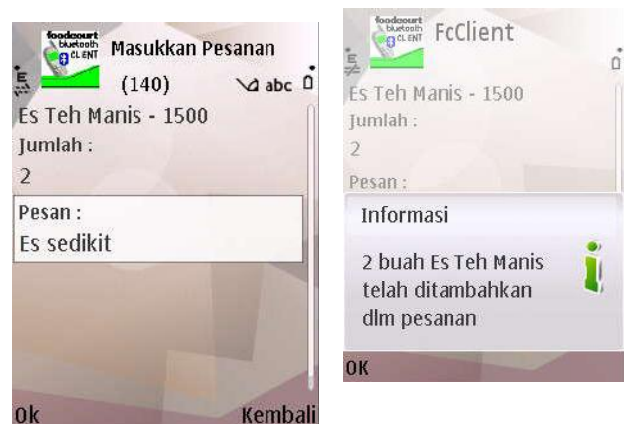 foodcourt
bluetooth
CLIENT
Masukkan Pesanan
(140)
abc
E
Es Teh Manis - 1500
Jumlah :
2
Pesan :
Es sedikit
Ok
Kembali
foodcourt
bluetooth
CLIENT
FcClient
E
Es Teh Manis - 1500
Jumlah :
2
Pesan :
Informasi
2 buah Es Teh Manis
telah ditambahkan
dlm pesanan
OK